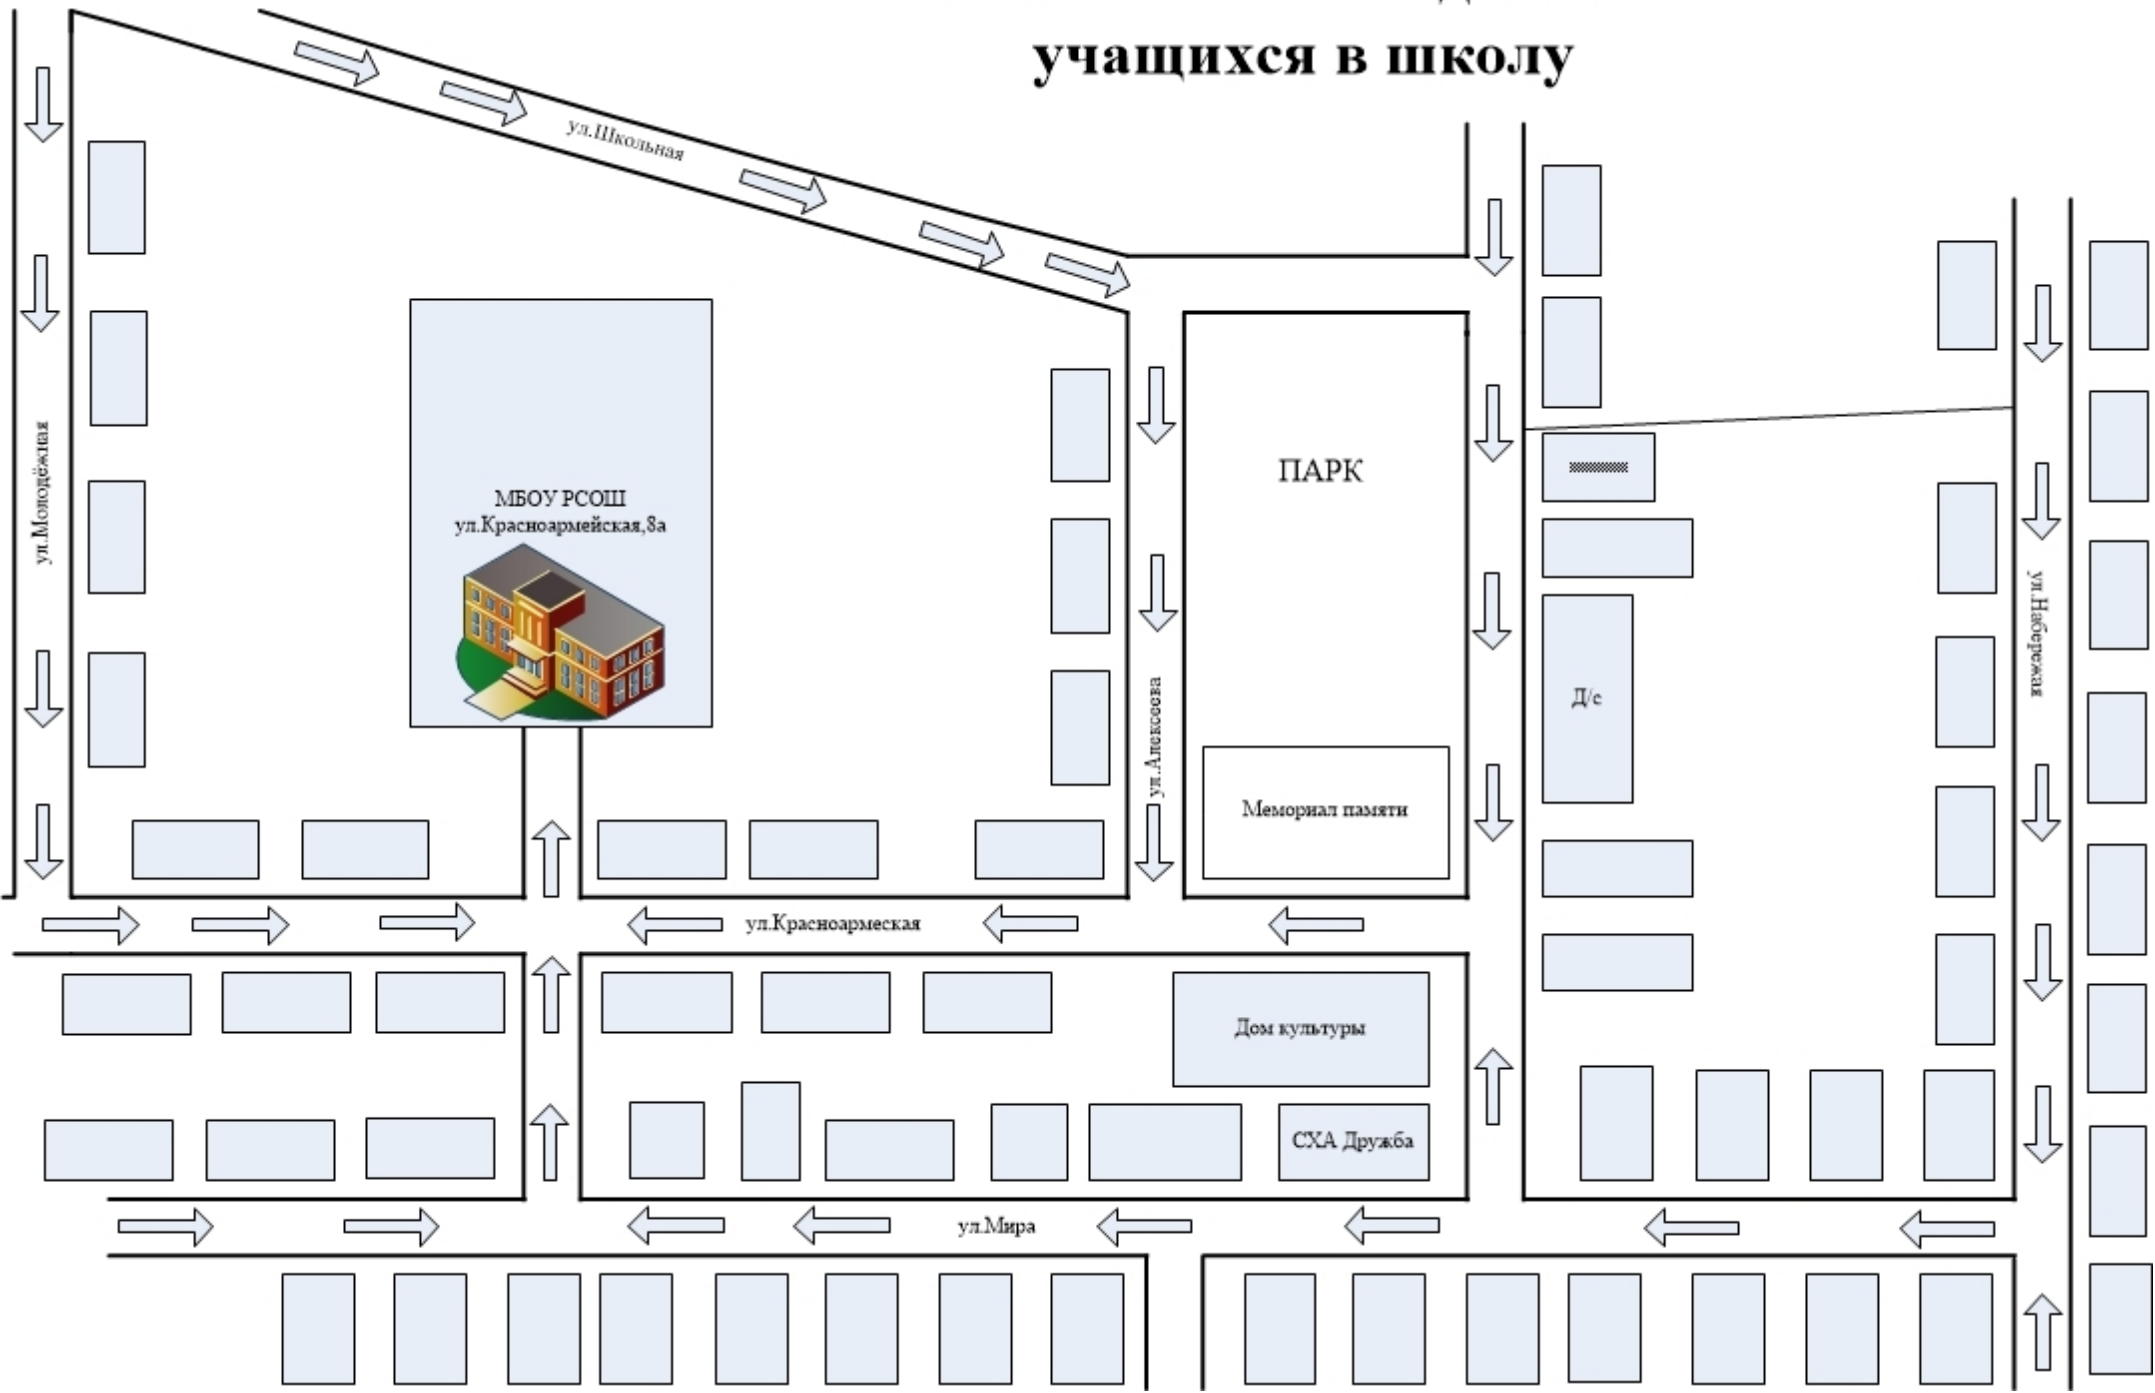 учащихся в школу
ул.Школьная
ул.Молодёжная
МБОУ РСОШ
ул.Красноармейская,8а
ПАРК
ул.Алексеева
Мемориал памяти
Д/с
ул.Набережая
ул.Красноармеская
Дом культуры
СХА Дружба
ул.Мира